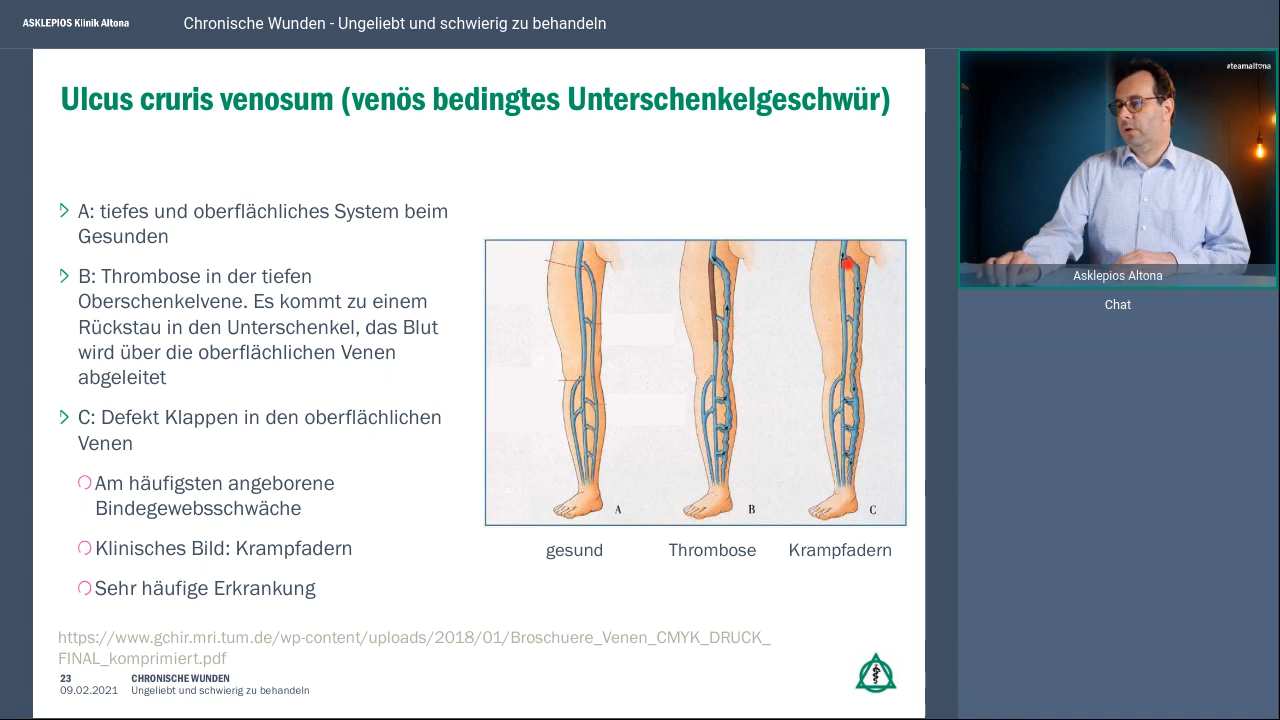 ASKLEPIOS Klinik Altona
Chronische Wunden - Ungeliebt und schwierig zu behandeln
#teamaltona
Ulcus cruris venosum (venös bedingtes Unterschenkelgeschwür)
A: tiefes und oberflächliches System beim
Gesunden
B: Thrombose in der tiefen
Oberschenkelvene. Es kommt zu einem
Rückstau in den Unterschenkel, das Blut
wird über die oberflächlichen Venen
abgeleitet
C: Defekt Klappen in den oberflächlichen
Venen
Am häufigsten angeborene
Bindegewebsschwäche
Klinisches Bild: Krampfadern
Sehr häufige Erkrankung
A B C
gesund Thrombose Krampfadern
https://www.gchir.mri.tum.de/wp-content/uploads/2018/01/Broschuere_Venen_CMYK_DRUCK_
FINAL_komprimiert.pdf
23 CHRONISCHE WUNDEN
09.02.2021 Ungeliebt und schwierig zu behandeln
Asklepios Altona
Chat